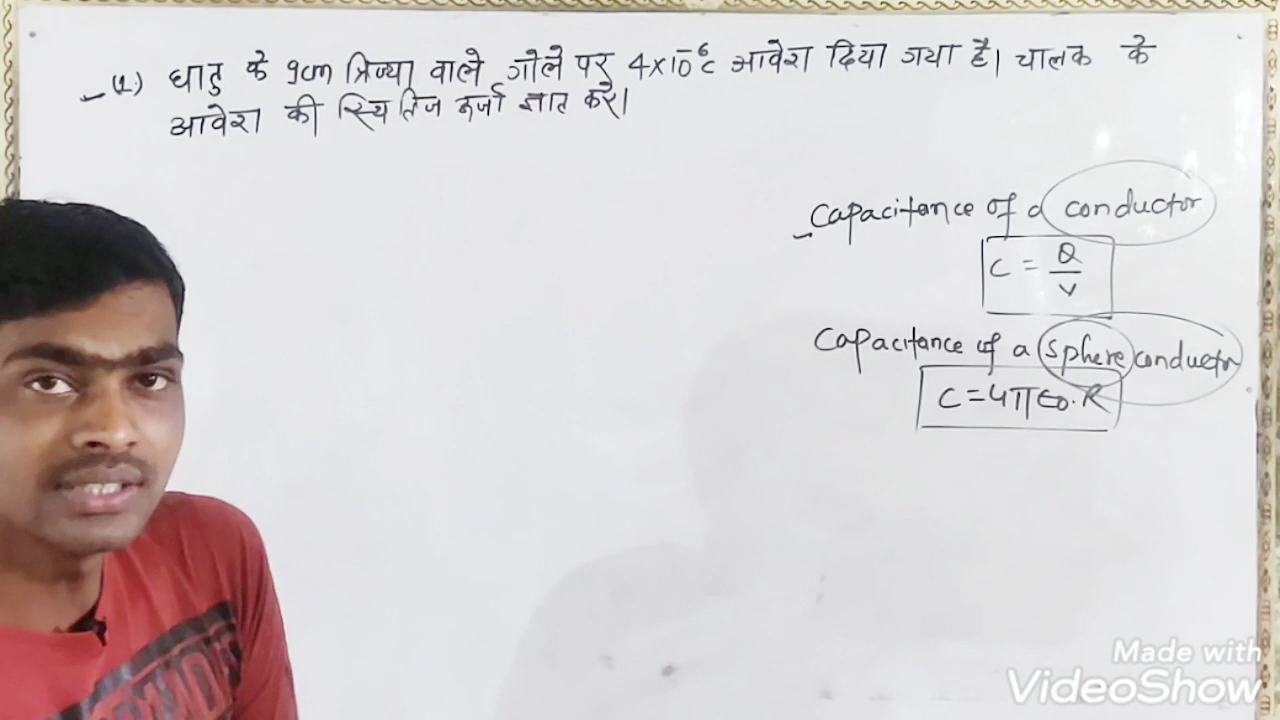 (1.) धातु के 9cm त्रिज्या वाले गोले पर 4×10⁻⁶C आवेश दिया गया है। चालक के
आवेश की स्थितिज ऊर्जा ज्ञात करें।
Capacitance of a conductor
C = Q/V
Capacitance of a sphere conductor
C = 4πε₀.R
Made with
VideoShow